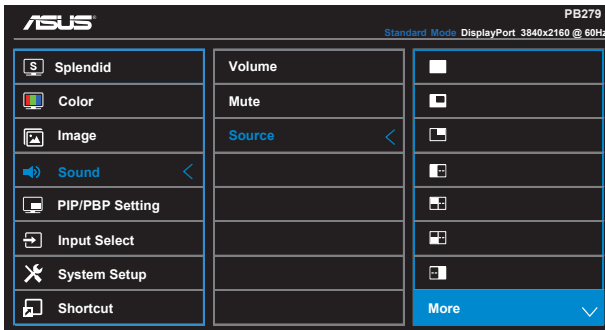 ASUS
PB279
Standard Mode DisplayPort 3840x2160 @ 60Hz
S Splendid
Color
Image
Sound
PIP/PBP Setting
Input Select
System Setup
Shortcut
Volume
Mute
Source
More